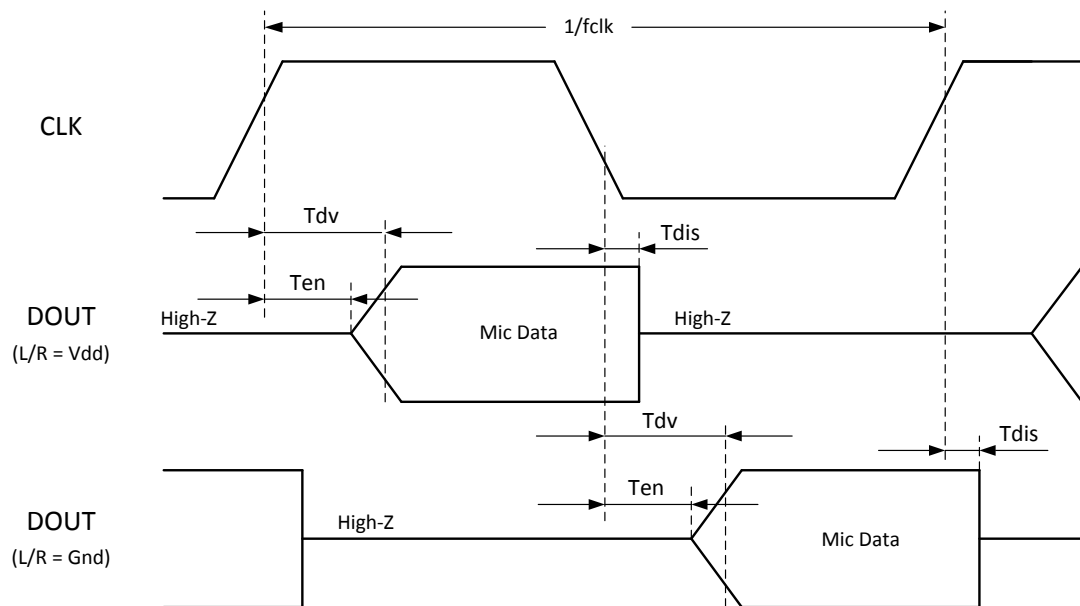 1/fclk
CLK
Tdv
Tdis
Ten
DOUT
(L/R = Vdd)
High-Z
Mic Data
High-Z
Tdv
Tdis
Ten
DOUT
(L/R = Gnd)
High-Z
Mic Data